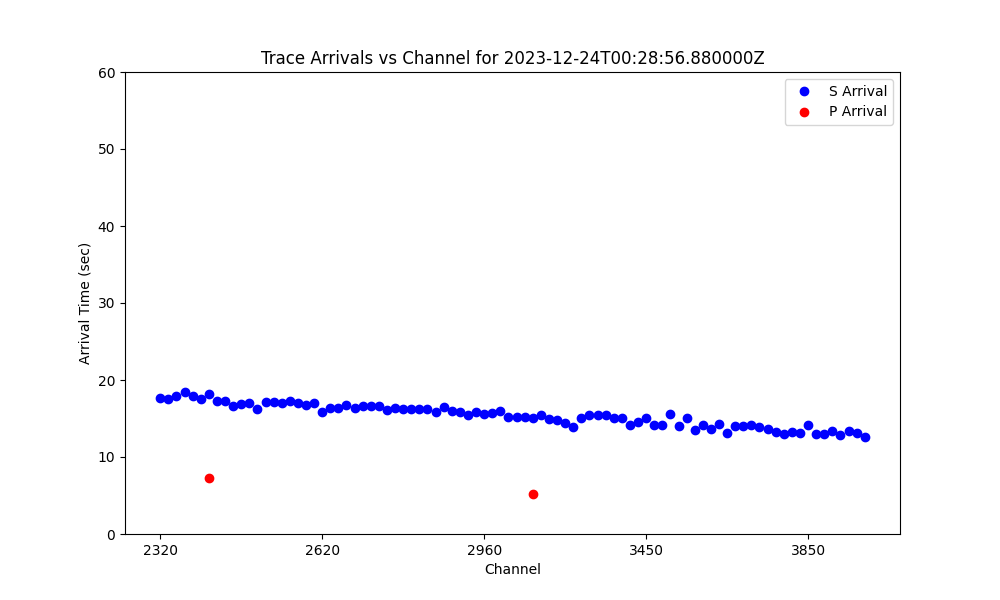 Trace Arrivals vs Channel for 2023-12-24T00:28:56.880000Z
S Arrival
P Arrival
60
50
40
30
20
10
0
Arrival Time (sec)
2320
2620
2960
3450
3850
Channel